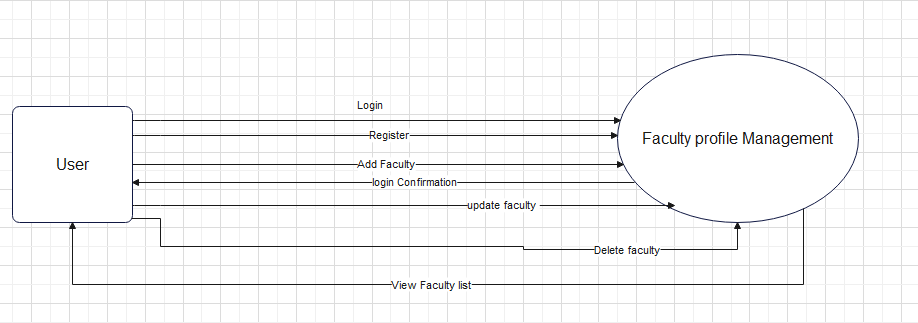 Login
Register
Faculty profile Management
User
Add Faculty
login Confirmation
update faculty
Delete faculty
View Faculty list